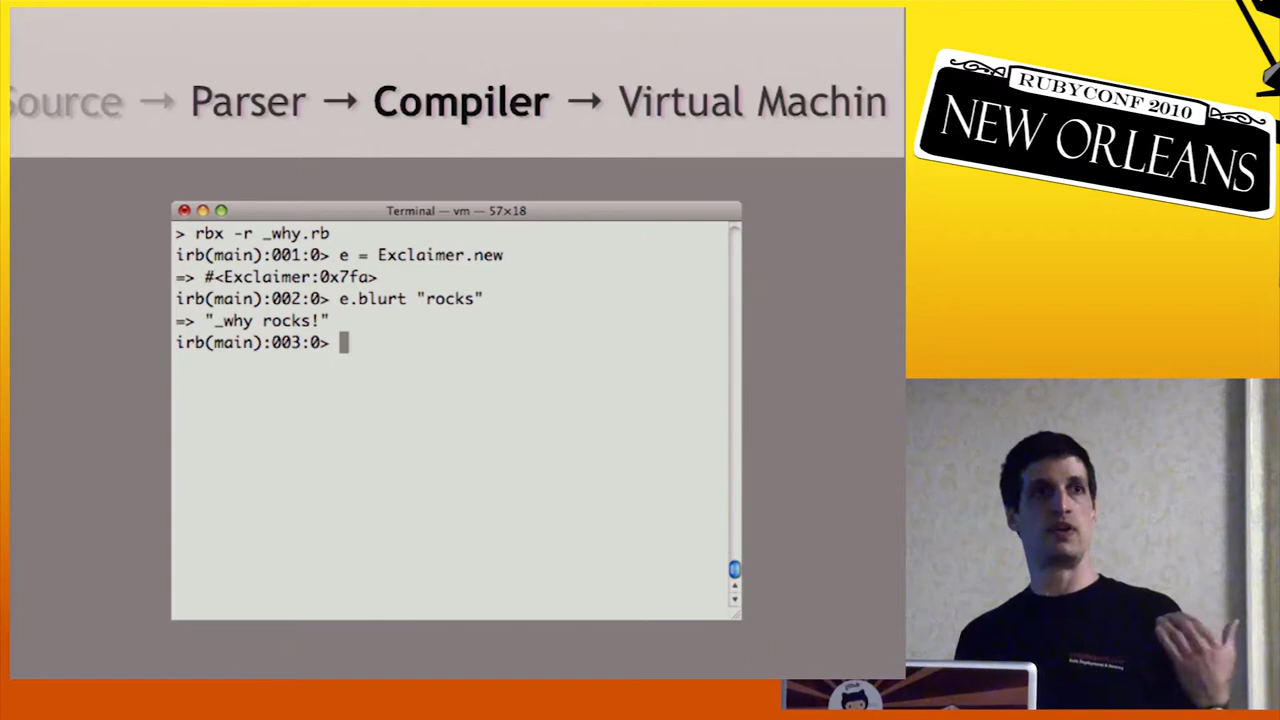 Source → Parser → Compiler → Virtual Machin
Terminal — vm — 57×18
> rbx -r _why.rb
irb(main):001:0> e = Exclaimer.new
=> #<Exclaimer:0x7fa>
irb(main):002:0> e.blurt "rocks"
=> "_why rocks!"
irb(main):003:0>
RUBYCONF 2010
NEW ORLEANS
github